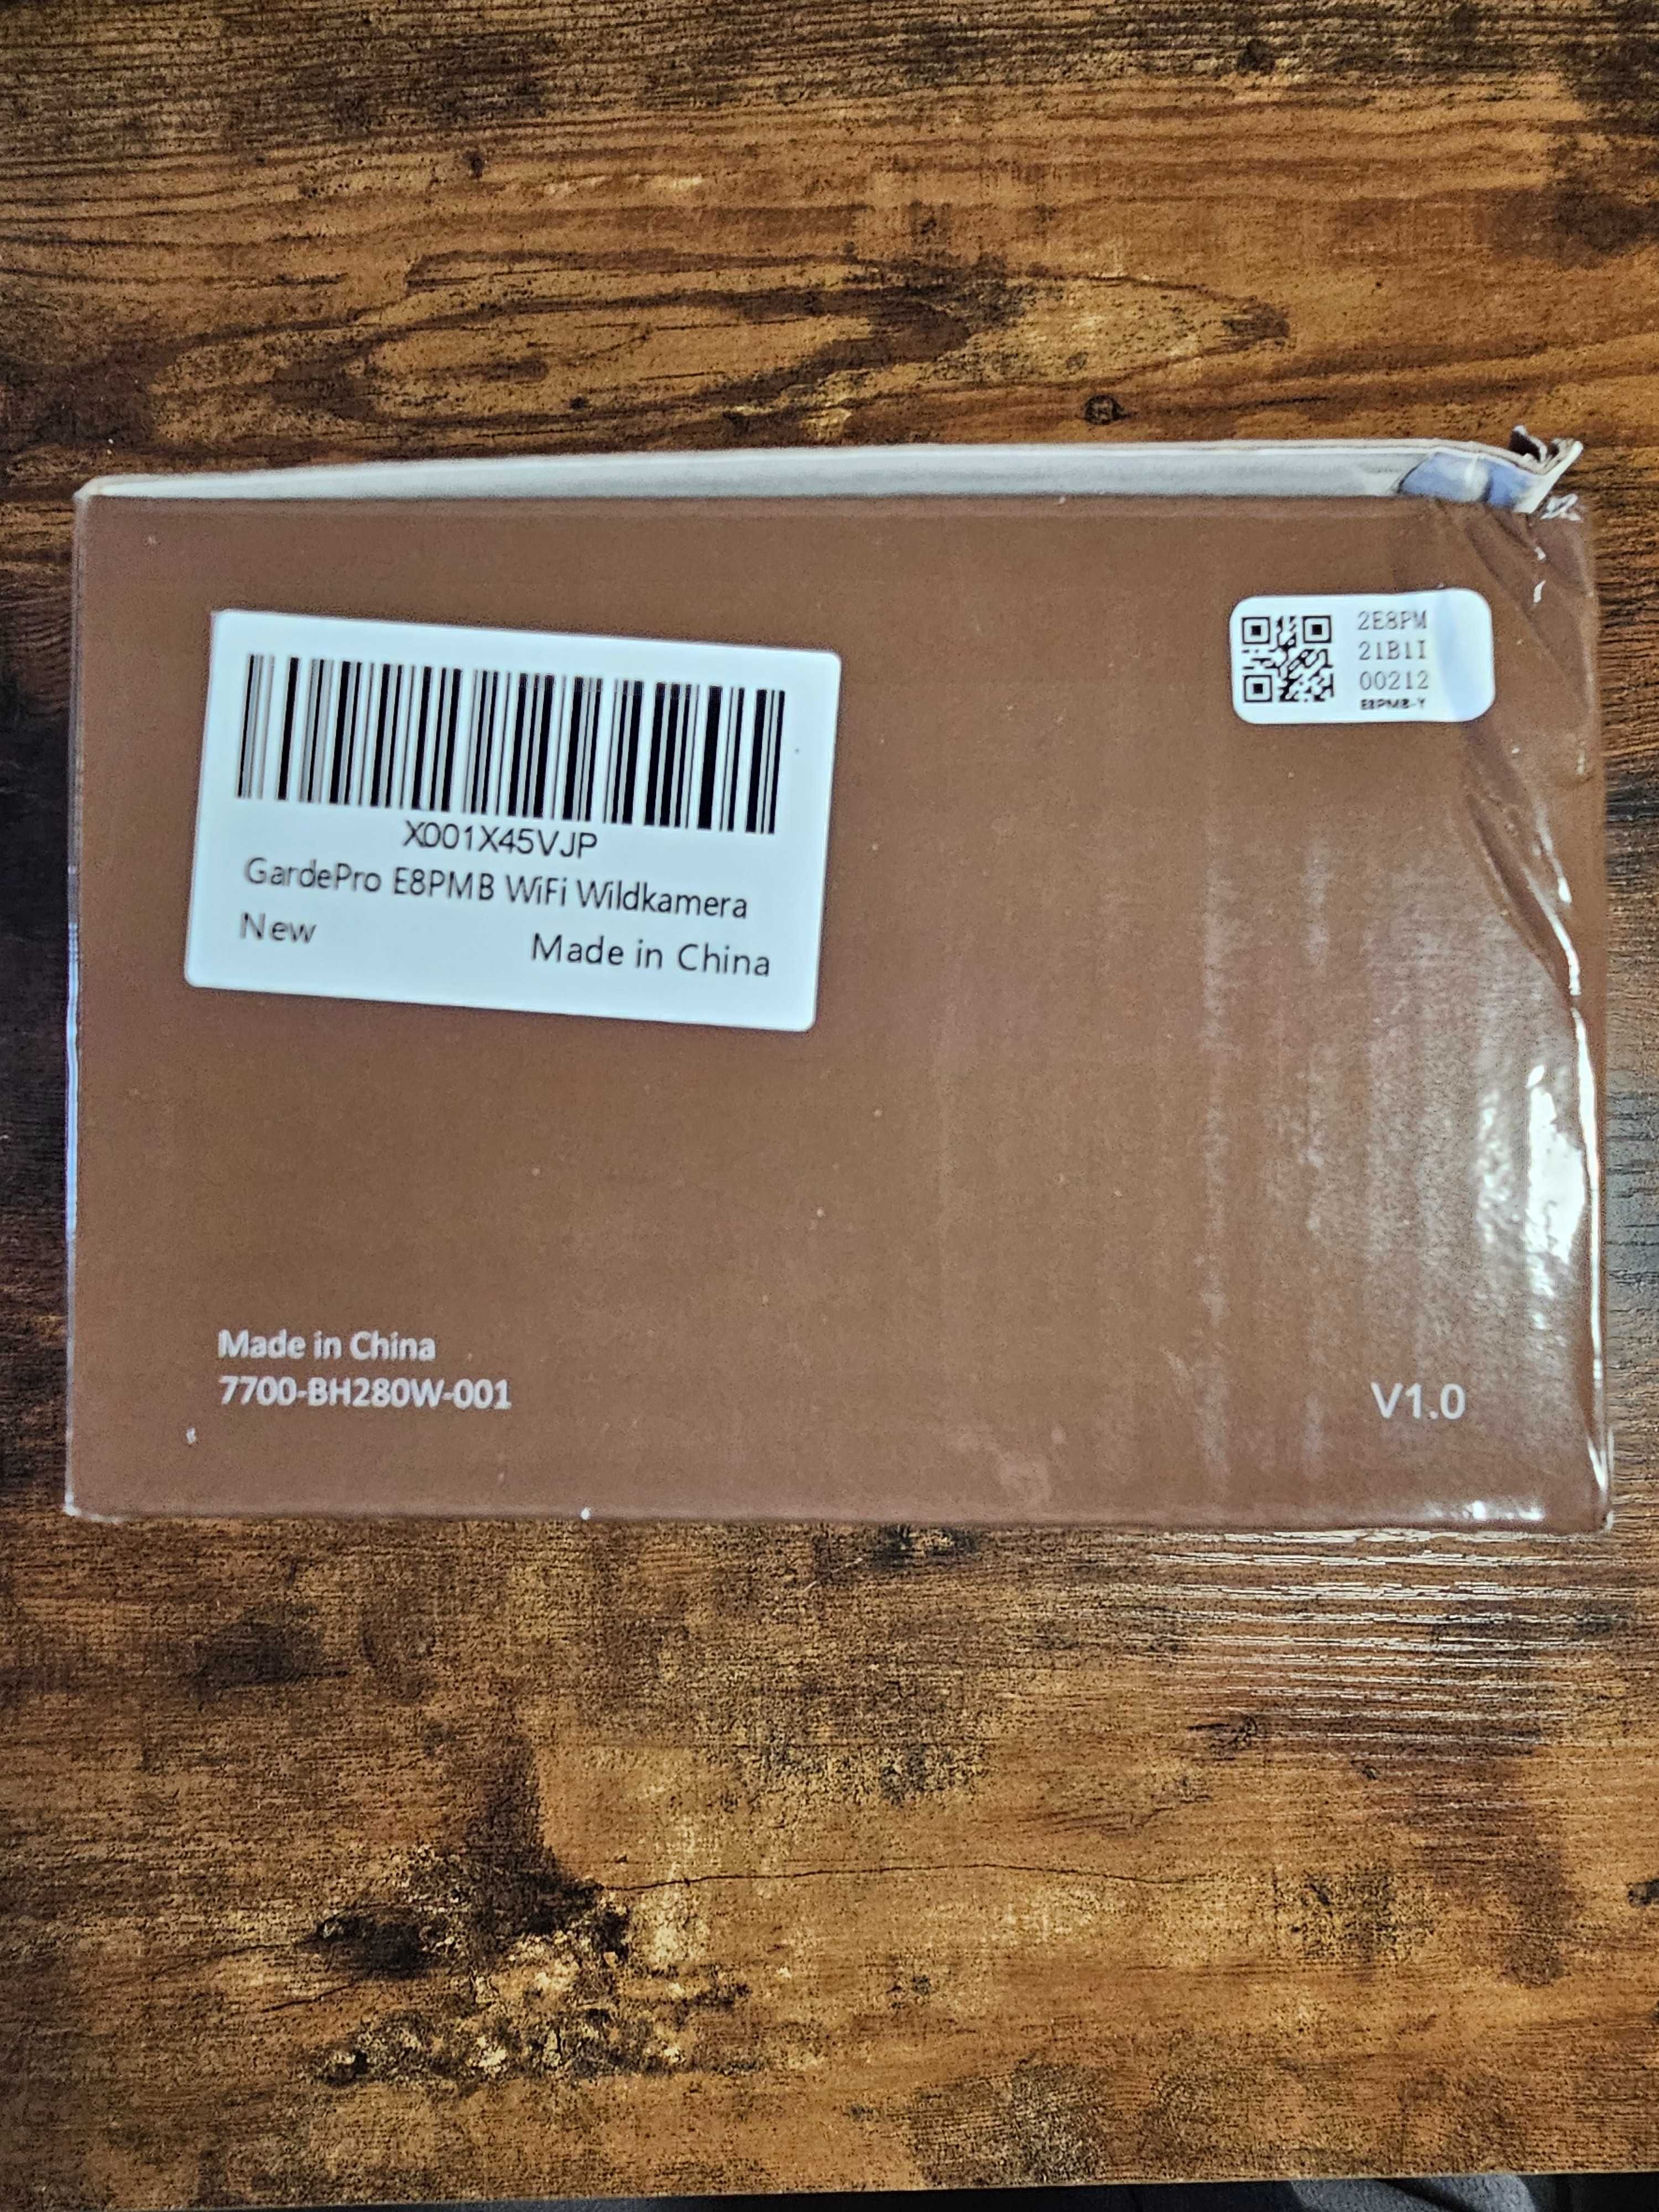 X001X45VJP
GardePro E8PMB WiFi Wildkamera
New Made in China
2E8PM
21B1I
00212
E8PMB-Y
Made in China
7700-BH280W-001
V1.0